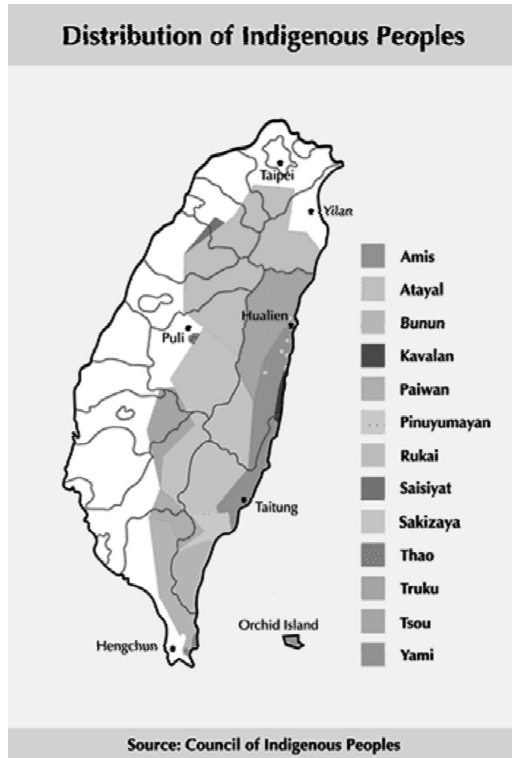 Distribution of Indigenous Peoples
Taipei
Yilan
Hualien
Puli
Taitung
Orchid Island
Hengchun
Amis
Atayal
Bunun
Kavalan
Paiwan
Pinuyumayan
Rukai
Saisiyat
Sakizaya
Thao
Truku
Tsou
Yami
Source: Council of Indigenous Peoples